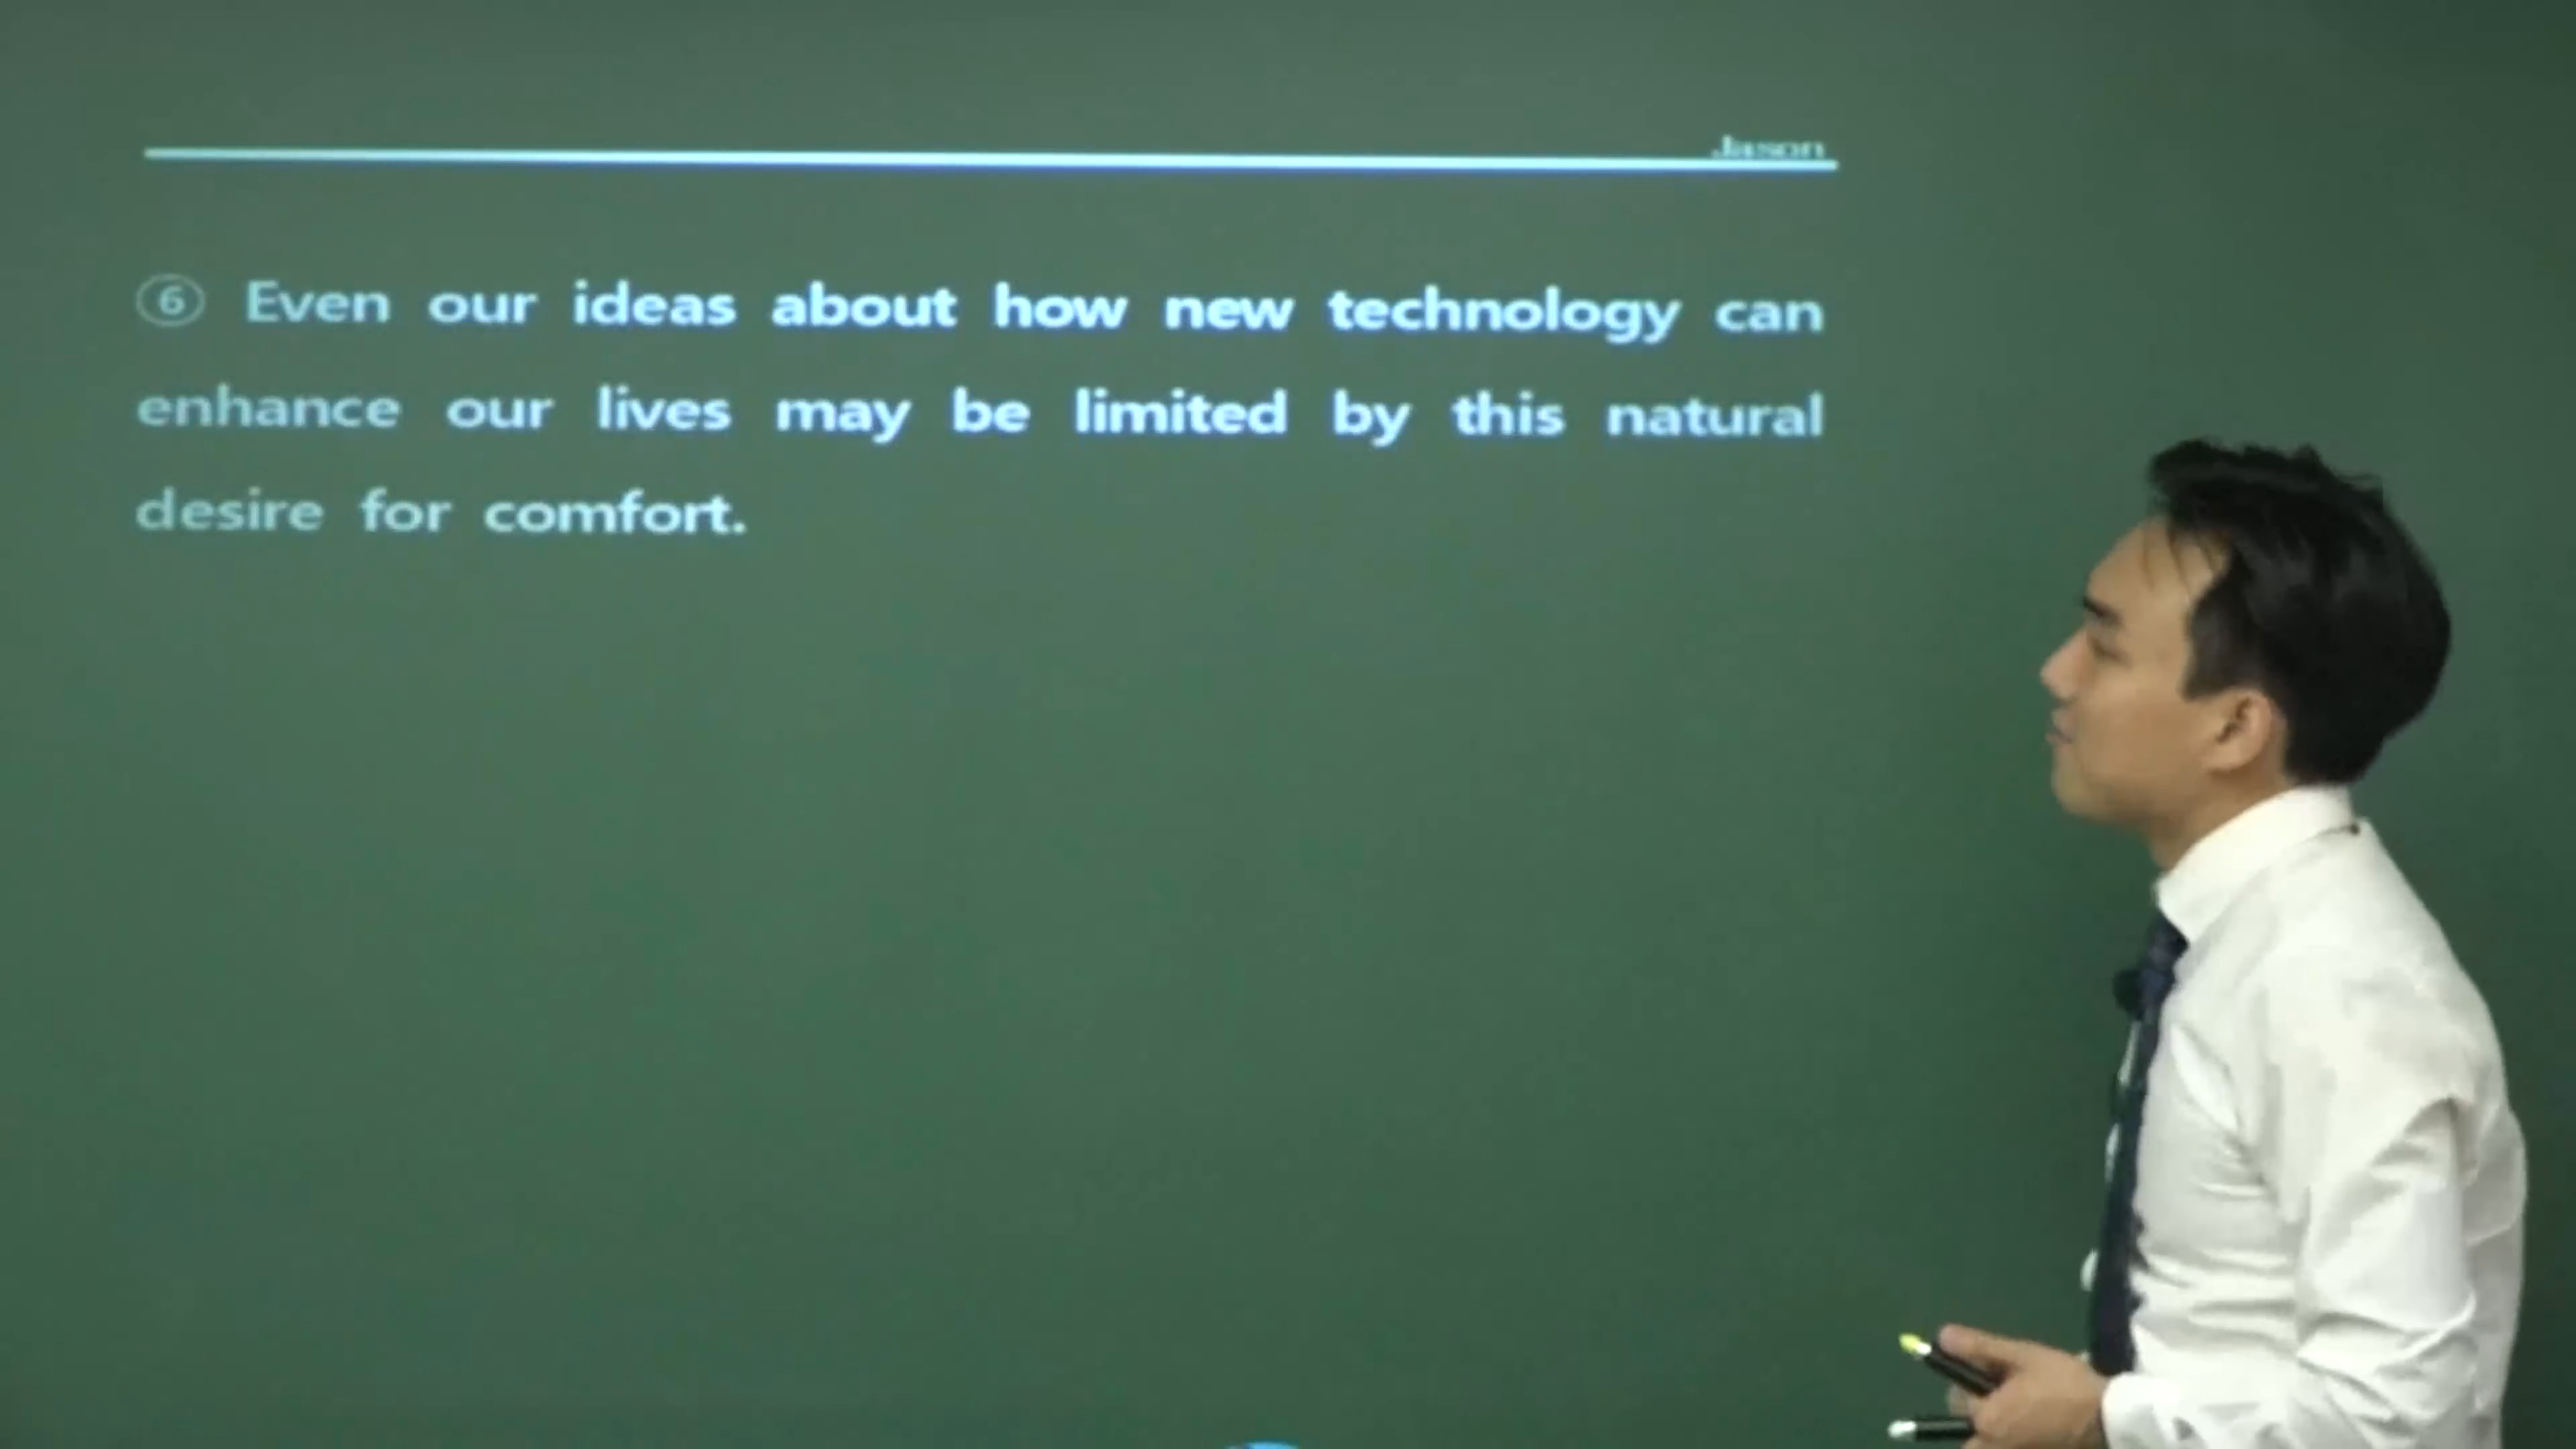 Jason
⑥ Even our ideas about how new technology can
enhance our lives may be limited by this natural
desire for comfort.